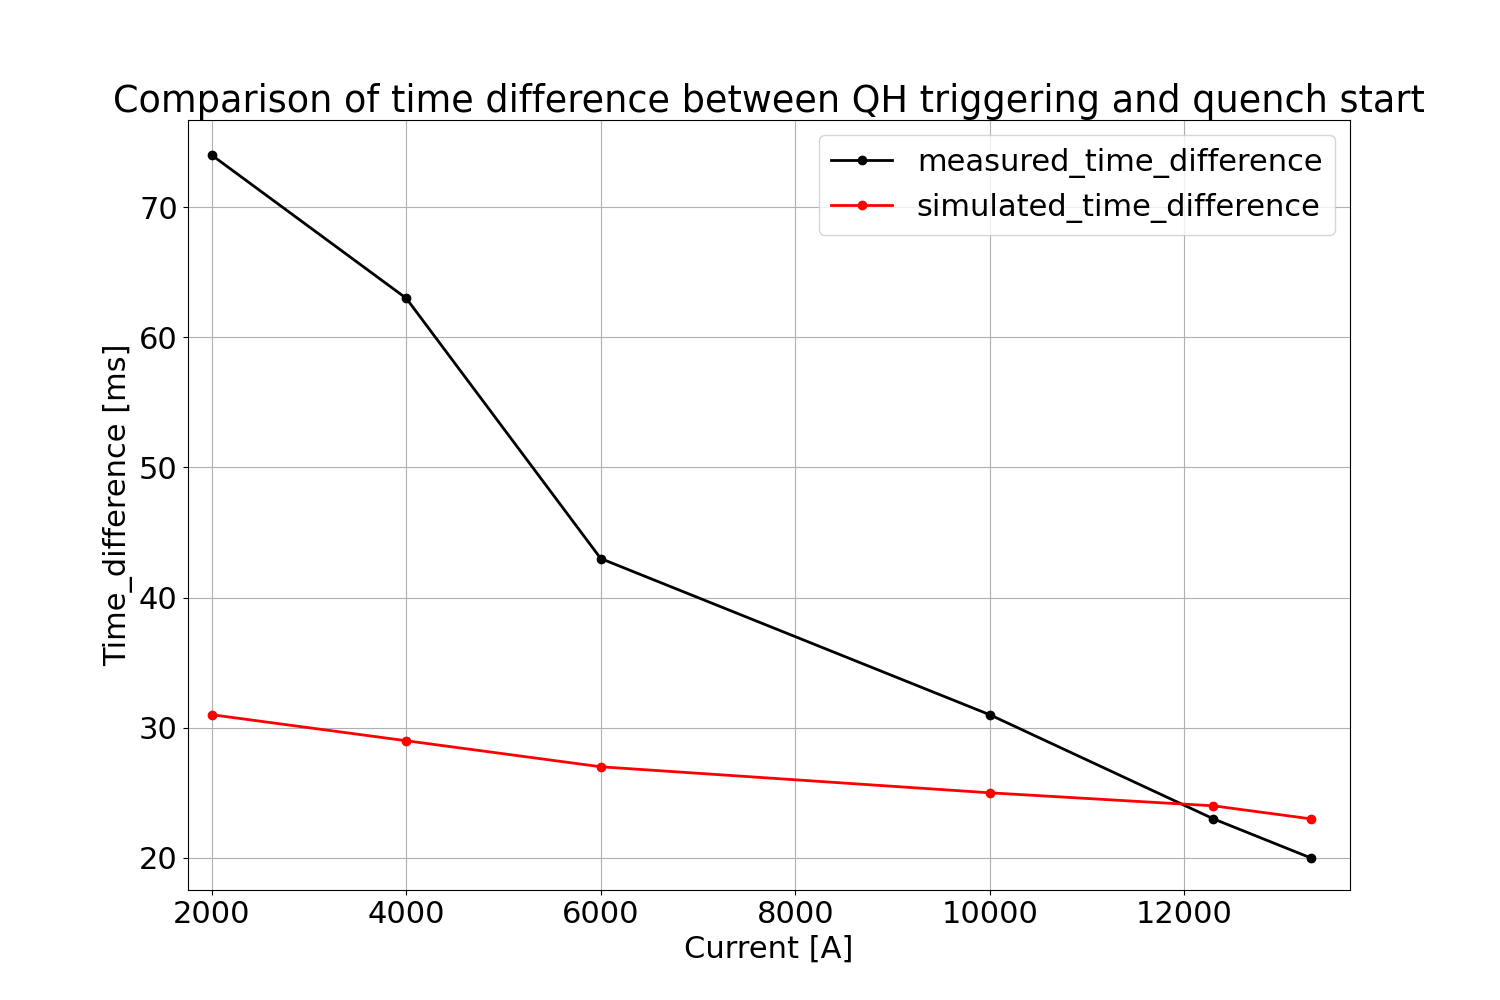 Comparison of time difference between QH triggering and quench start
measured_time_difference
simulated_time_difference
Time_difference [ms]
70
60
50
40
30
20
2000 4000 6000 8000 10000 12000
Current [A]